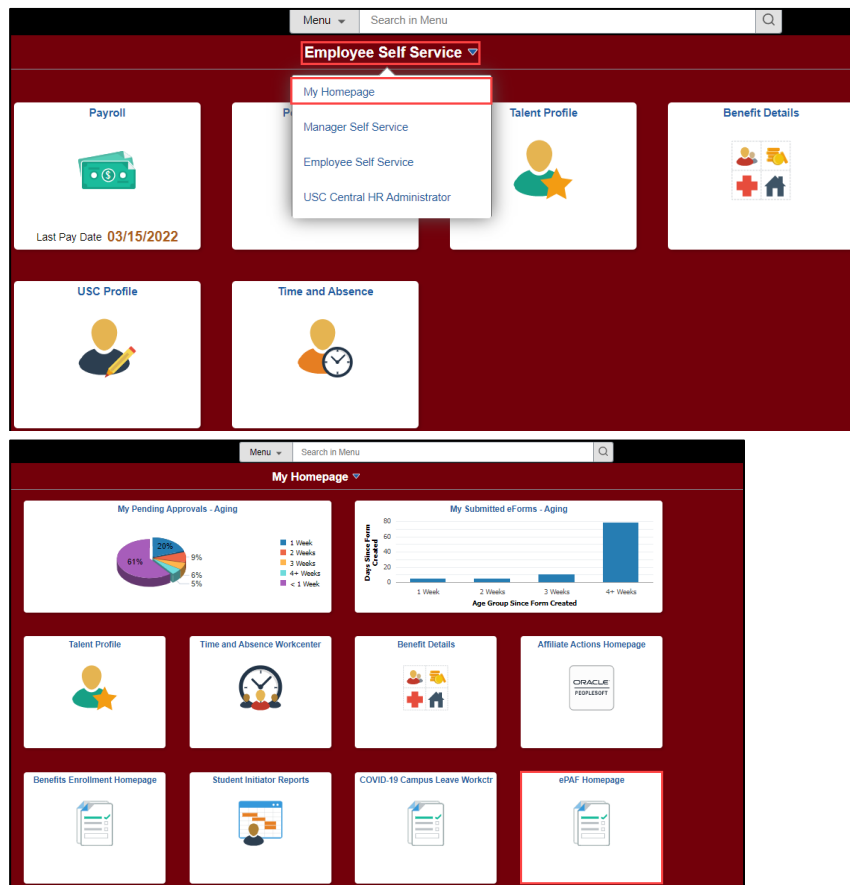 Menu
Search in Menu
Employee Self Service
My Homepage
Manager Self Service
Employee Self Service
USC Central HR Administrator
Payroll
P
Talent Profile
Benefit Details
Last Pay Date 03/15/2022
USC Profile
Time and Absence
Menu
Search in Menu
My Homepage
My Pending Approvals - Aging
20%
9%
6%
5%
61%
1 Week
2 Weeks
3 Weeks
4+ Weeks
< 1 Week
My Submitted eForms - Aging
Days Since Form
Created
80
60
40
20
0
1 Week
2 Weeks
3 Weeks
4+ Weeks
Age Group Since Form Created
Talent Profile
Time and Absence Workcenter
Benefit Details
Affiliate Actions Homepage
ORACLE
PEOPLESOFT
Benefits Enrollment Homepage
Student Initiator Reports
COVID-19 Campus Leave Workctr
ePAF Homepage